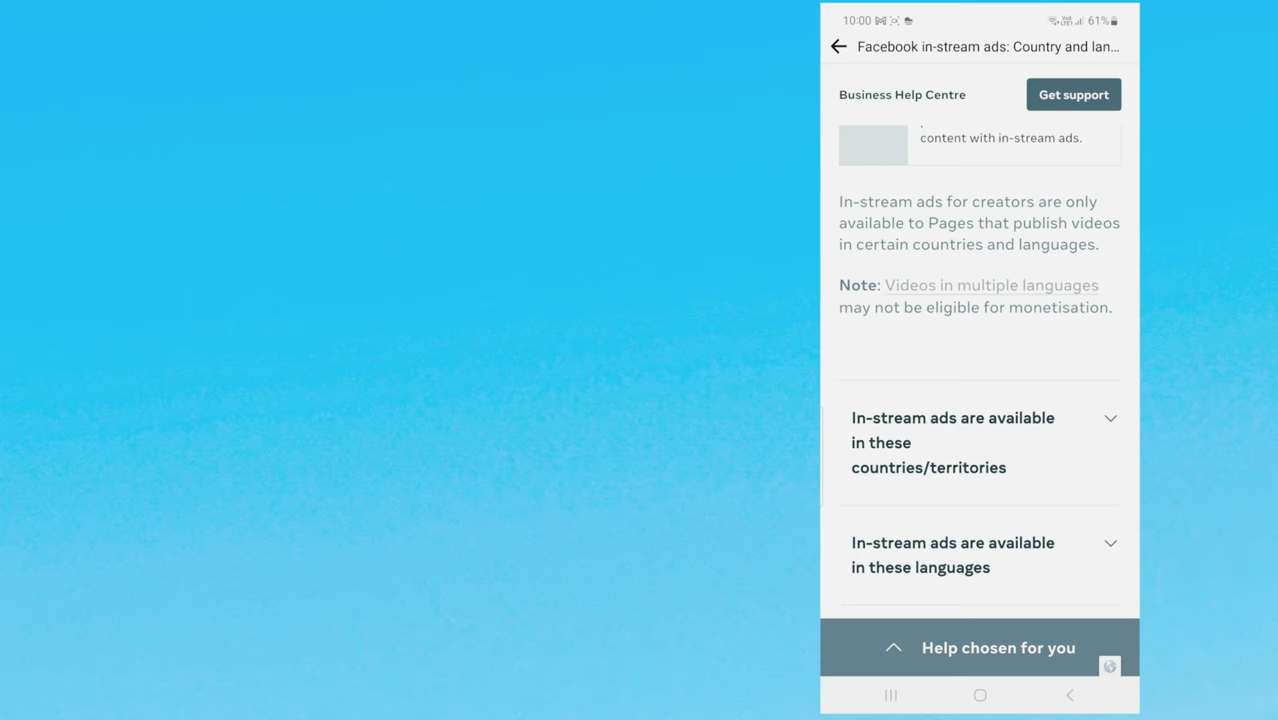 10:00 61%
Facebook in-stream ads: Country and lan...
Business Help Centre
Get support
content with in-stream ads.
In-stream ads for creators are only
available to Pages that publish videos
in certain countries and languages.
Note: Videos in multiple languages
may not be eligible for monetisation.
In-stream ads are available
in these
countries/territories
In-stream ads are available
in these languages
Help chosen for you